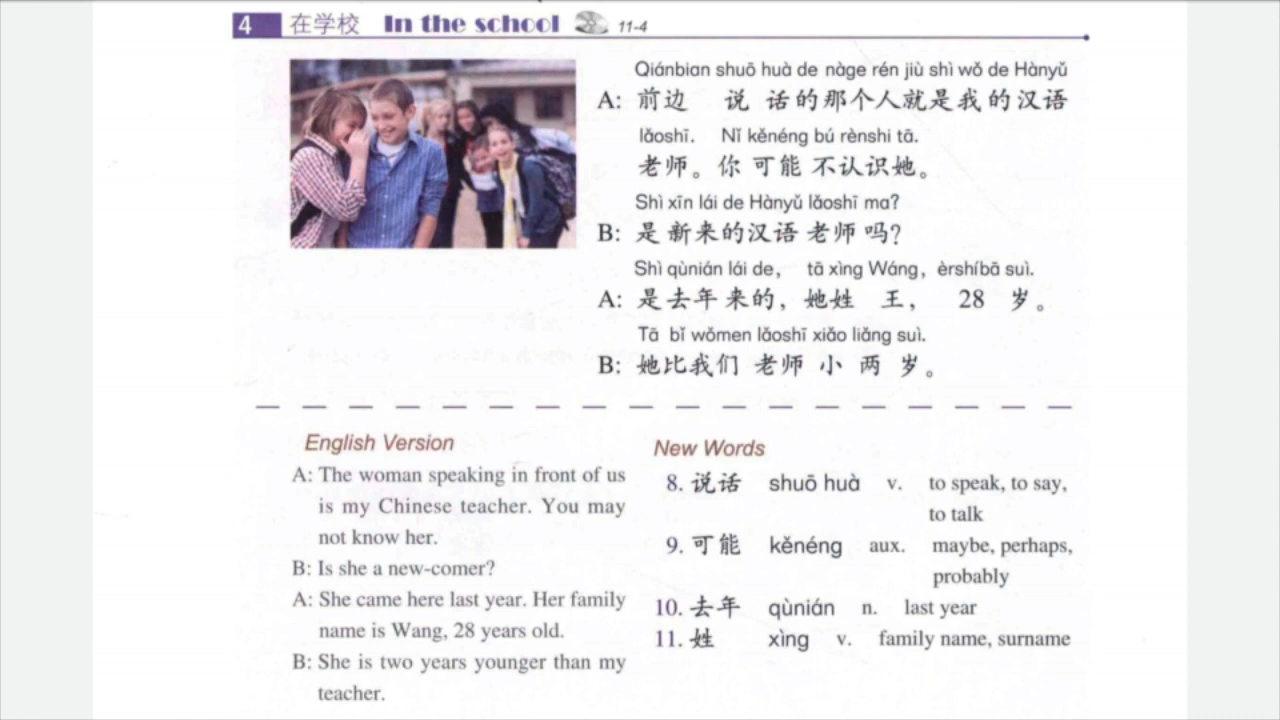 4 在学校 In the school 11-4
Qiánbian shuō huà de nàge rén jiù shì wǒ de Hànyǔ
A: 前边 说 话的那个人就是我的汉语
lǎoshī. Nǐ kěnéng bú rènshi tā.
老师。你 可能 不认识她。
Shì xīn lái de Hànyǔ lǎoshī ma?
B: 是 新来的汉语 老师 吗?
Shì qùnián lái de, tā xìng Wáng, èrshíbā suì.
A: 是去年 来的, 她姓 王, 28 岁。
Tā bǐ wǒmen lǎoshī xiǎo liǎng suì.
B: 她比我们 老师 小 两 岁。
English Version
A: The woman speaking in front of us
is my Chinese teacher. You may
not know her.
B: Is she a new-comer?
A: She came here last year. Her family
name is Wang, 28 years old.
B: She is two years younger than my
teacher.
New Words
8. 说话 shuō huà v. to speak, to say,
to talk
9. 可能 kěnéng aux. maybe, perhaps,
probably
10. 去年 qùnián n. last year
11. 姓 xìng v. family name, surname